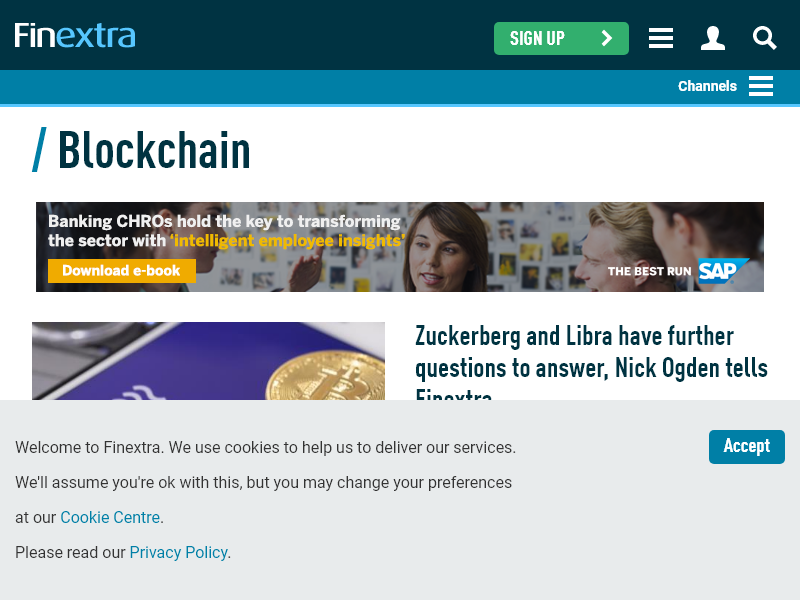 Finextra
SIGN UP
Channels
/ Blockchain
Banking CHROs hold the key to transforming
the sector with 'intelligent employee insights'
Download e-book
THE BEST RUN SAP
Zuckerberg and Libra have further
questions to answer, Nick Ogden tells
Finextra
Welcome to Finextra. We use cookies to help us to deliver our services.
We'll assume you're ok with this, but you may change your preferences
at our Cookie Centre.
Please read our Privacy Policy.
Accept